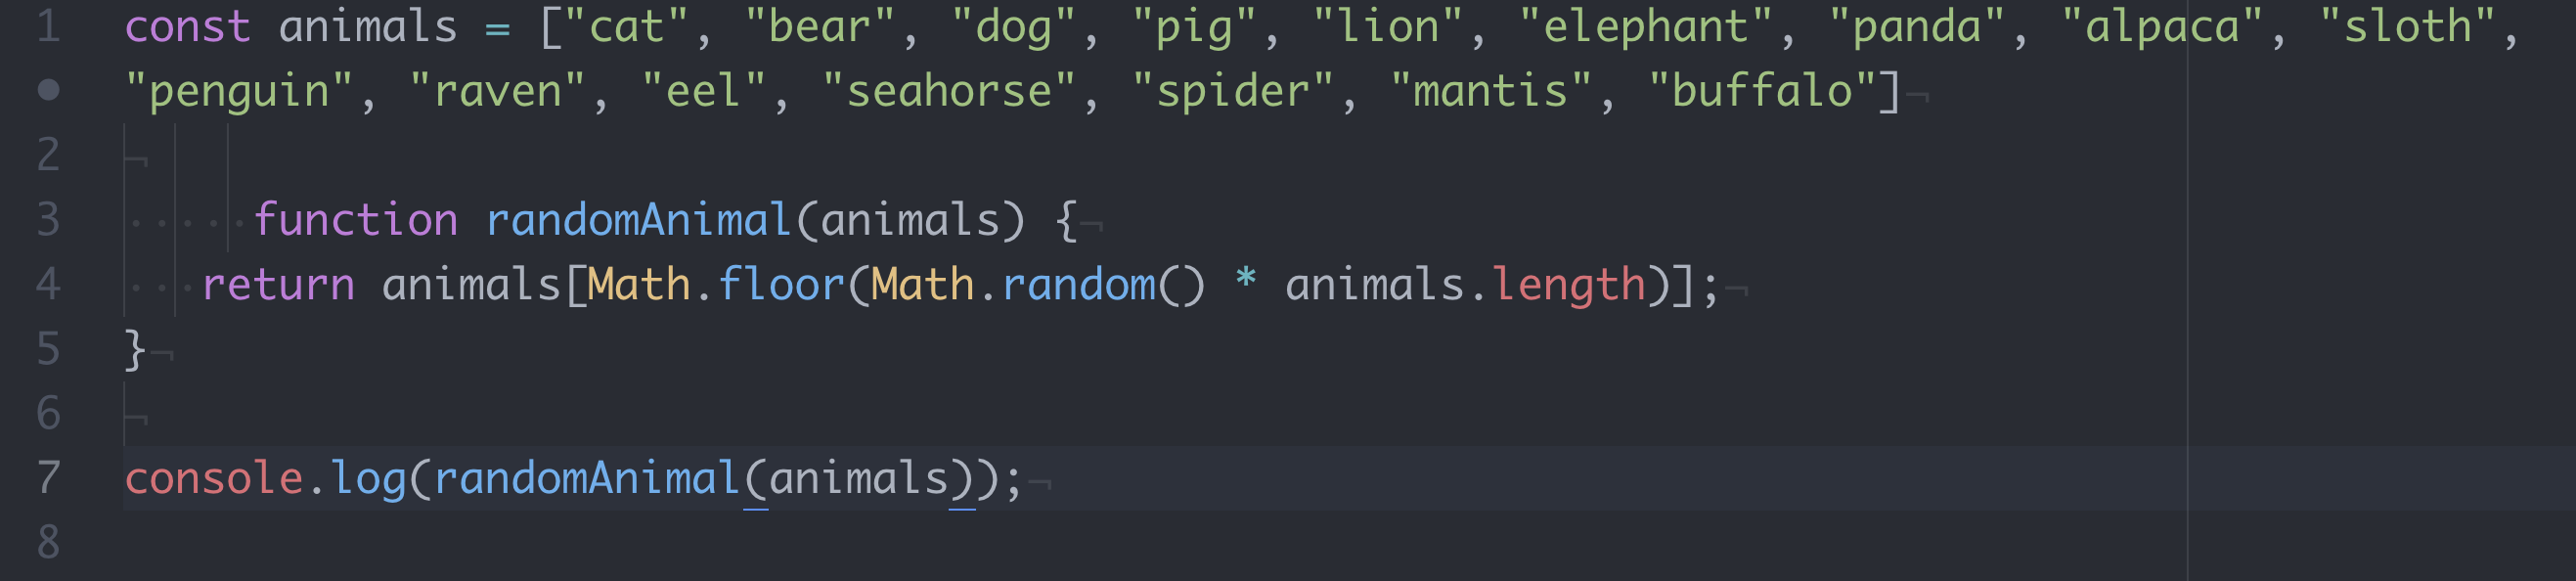 1 const animals = ["cat", "bear", "dog", "pig", "lion", "elephant", "panda", "alpaca", "sloth",
• "penguin", "raven", "eel", "seahorse", "spider", "mantis", "buffalo"]¬
2 ¬
3 ·····function randomAnimal(animals) {¬
4 ···return animals[Math.floor(Math.random() * animals.length)];¬
5 }¬
6 ¬
7 console.log(randomAnimal(animals));¬
8